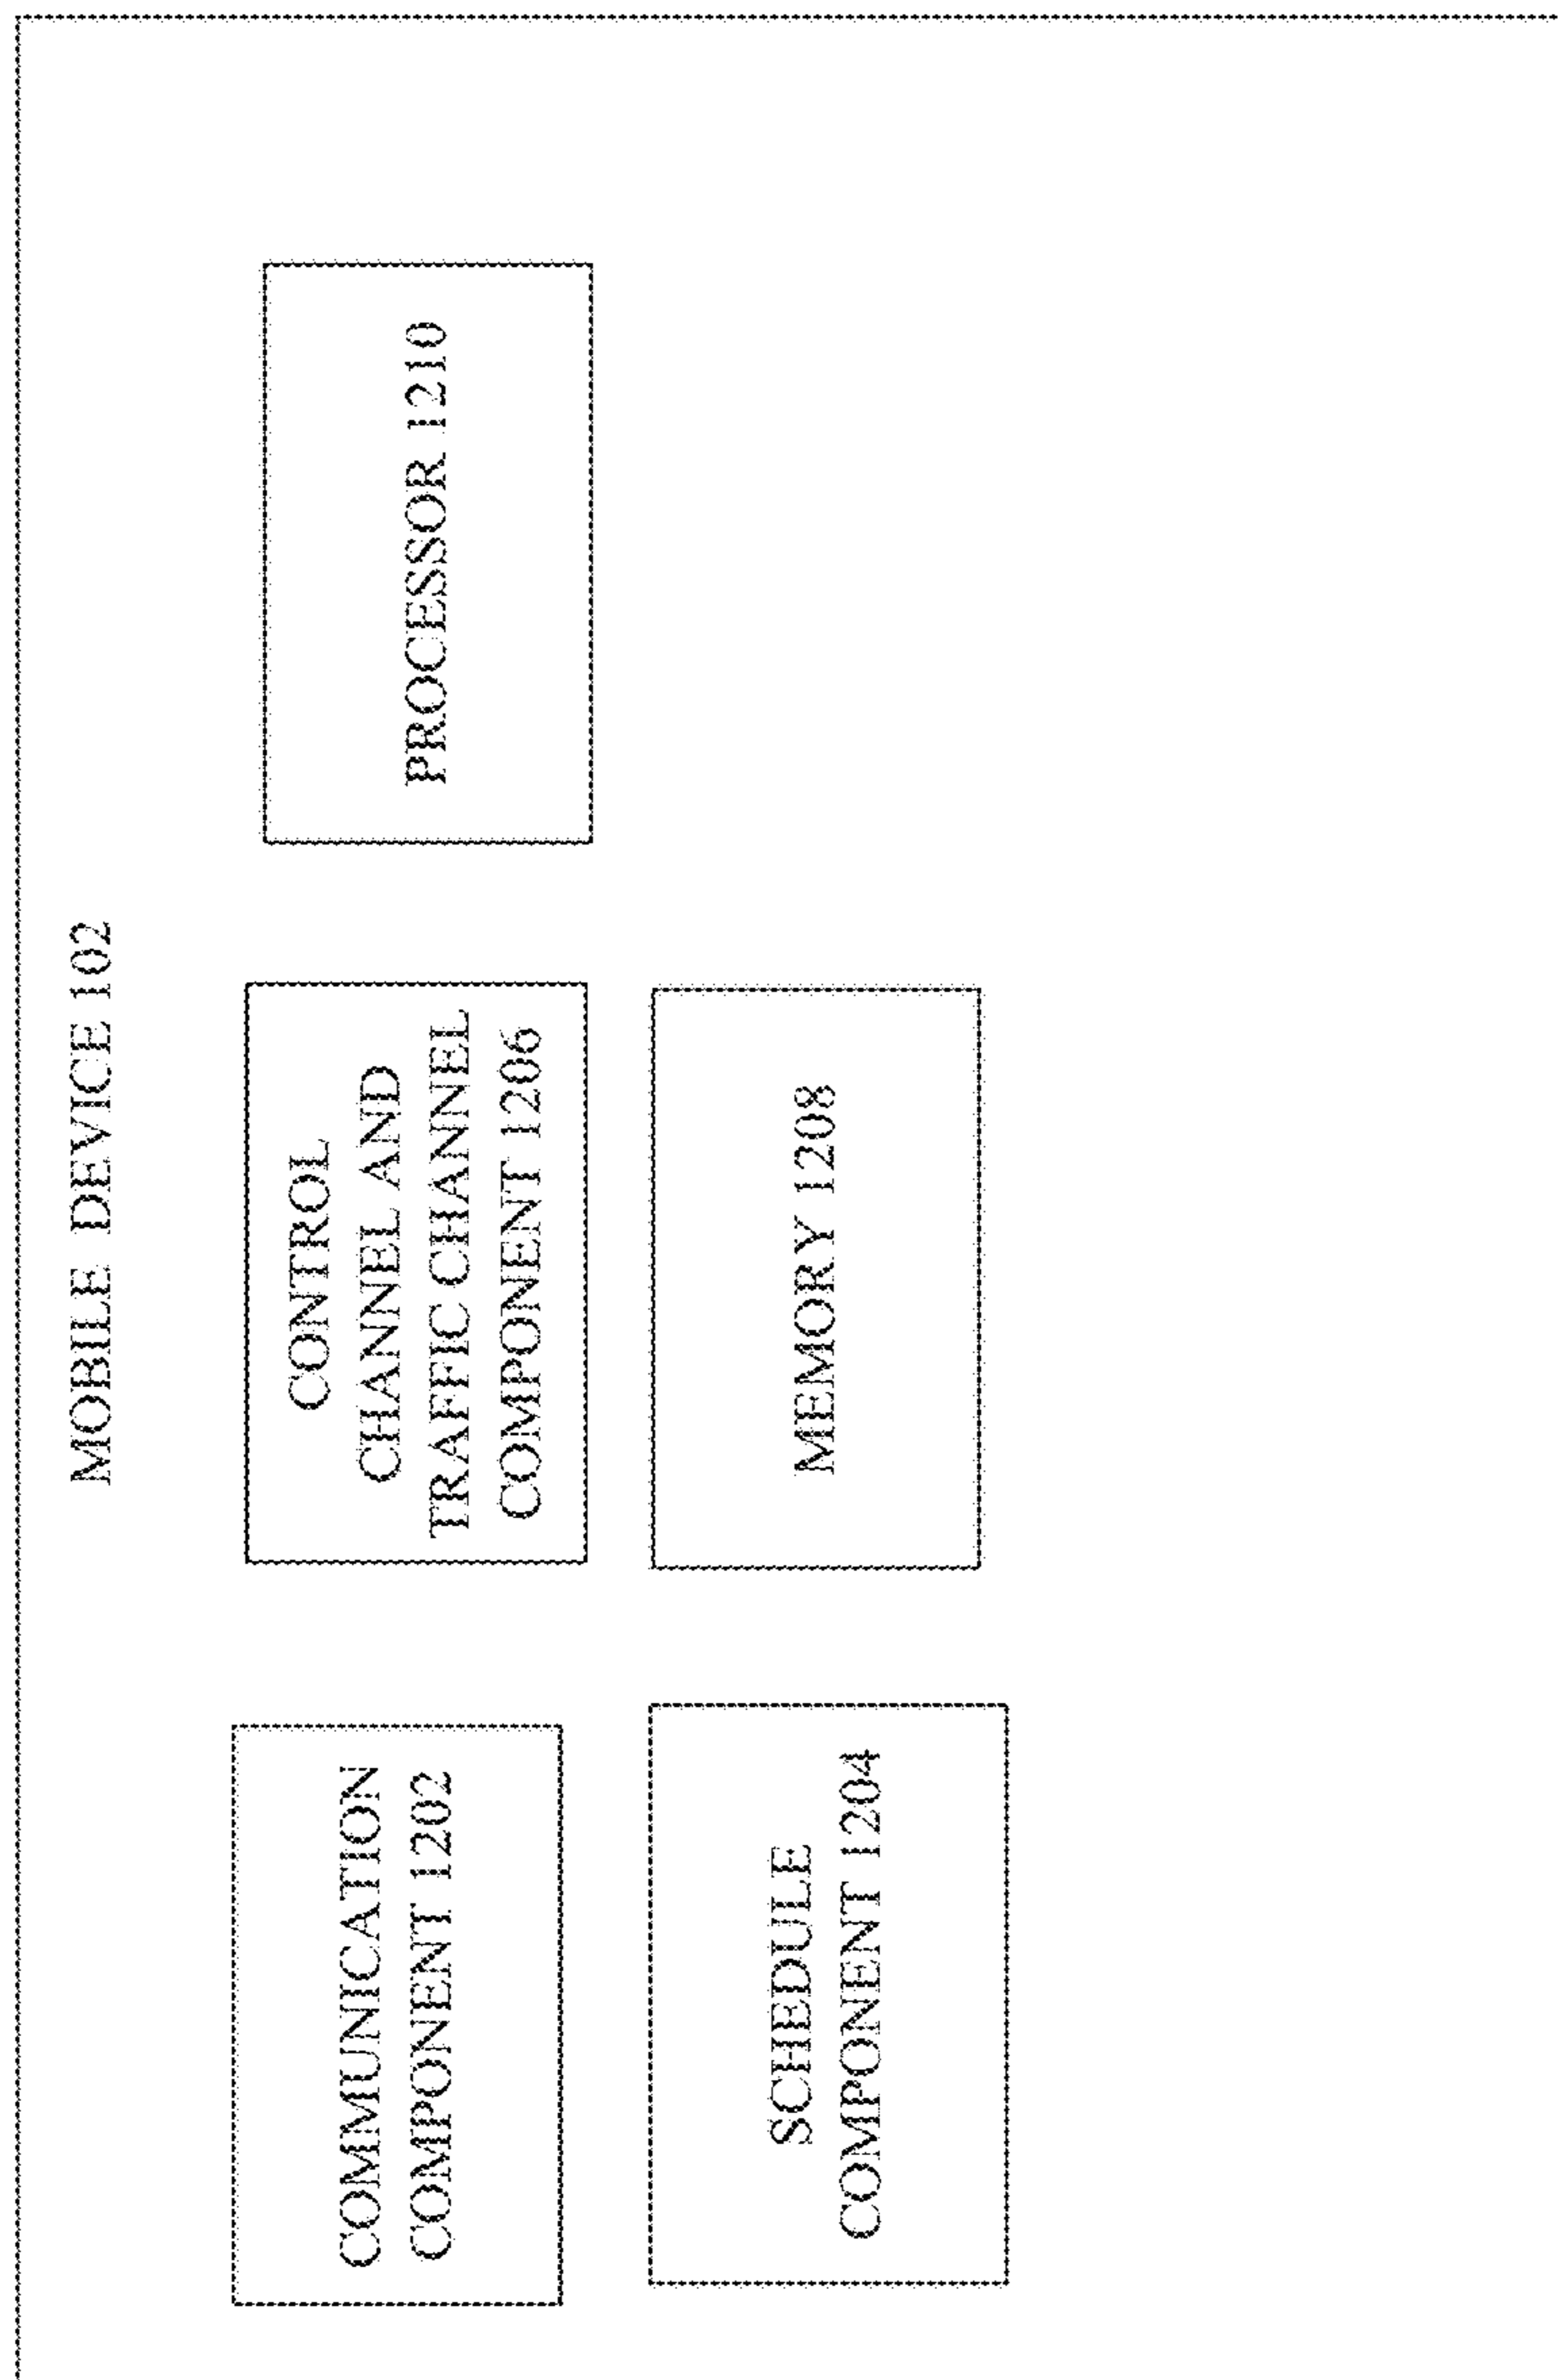 MOBILE DEVICE 102
COMMUNICATION
COMPONENT 1202
CONTROL
CHANNEL AND
TRAFFIC CHANNEL
COMPONENT 1206
PROCESSOR 1210
SCHEDULE
COMPONENT 1204
MEMORY 1208